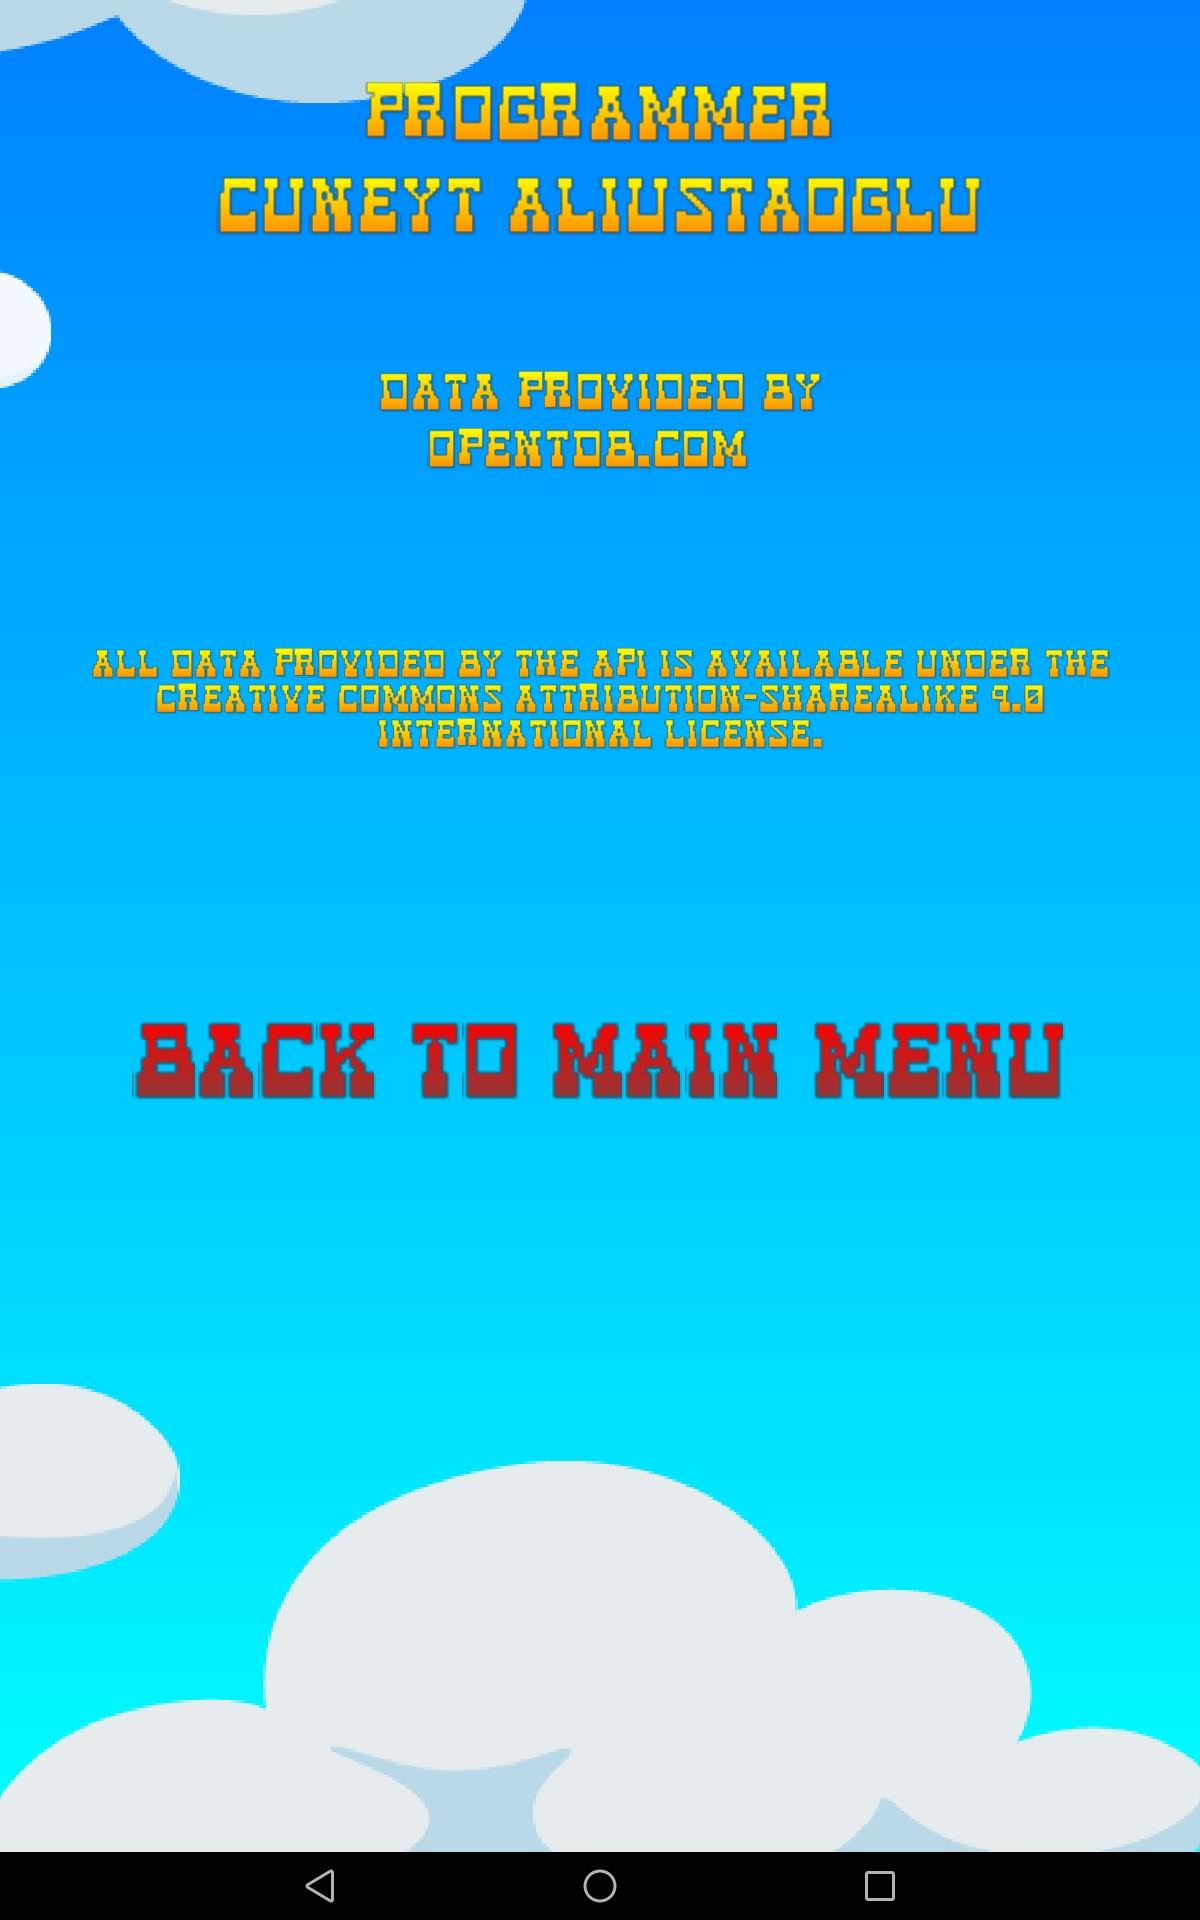 PROGRAMMER
CUNEYT ALIUSTAOGLU
DATA PROVIDED BY
OPENTDB.COM
ALL DATA PROVIDED BY THE API IS AVAILABLE UNDER THE
CREATIVE COMMONS ATTRIBUTION-SHAREALIKE 4.0
INTERNATIONAL LICENSE.
BACK TO MAIN MENU